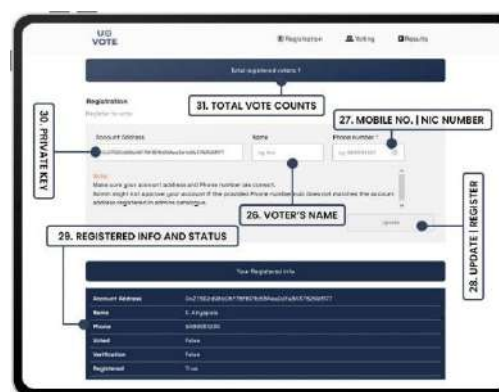 UG
VOTE
Registration
Voting
Results
Total registered voters 1
31. TOTAL VOTE COUNTS
Registration
Register to vote
27. MOBILE NO. | NIC NUMBER
30. PRIVATE KEY
Account Address
Name
Phone number *
Note:
Make sure your account address and Phone number are correct.
Admin might not approve your account if the provided Phone number nub does not matches the account
address registered in admins catalogue.
26. VOTER'S NAME
Update
28. UPDATE | REGISTER
29. REGISTERED INFO AND STATUS
Your Registered Info
Account Address
Name
Phone
Voted False
Verification False
Registered True